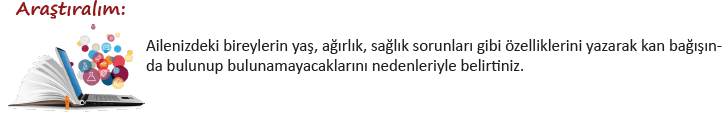 Araştıralım:
Ailenizdeki bireylerin yaş, ağırlık, sağlık sorunları gibi özelliklerini yazarak kan bağışın-
da bulunup bulunamayacaklarını nedenleriyle belirtiniz.